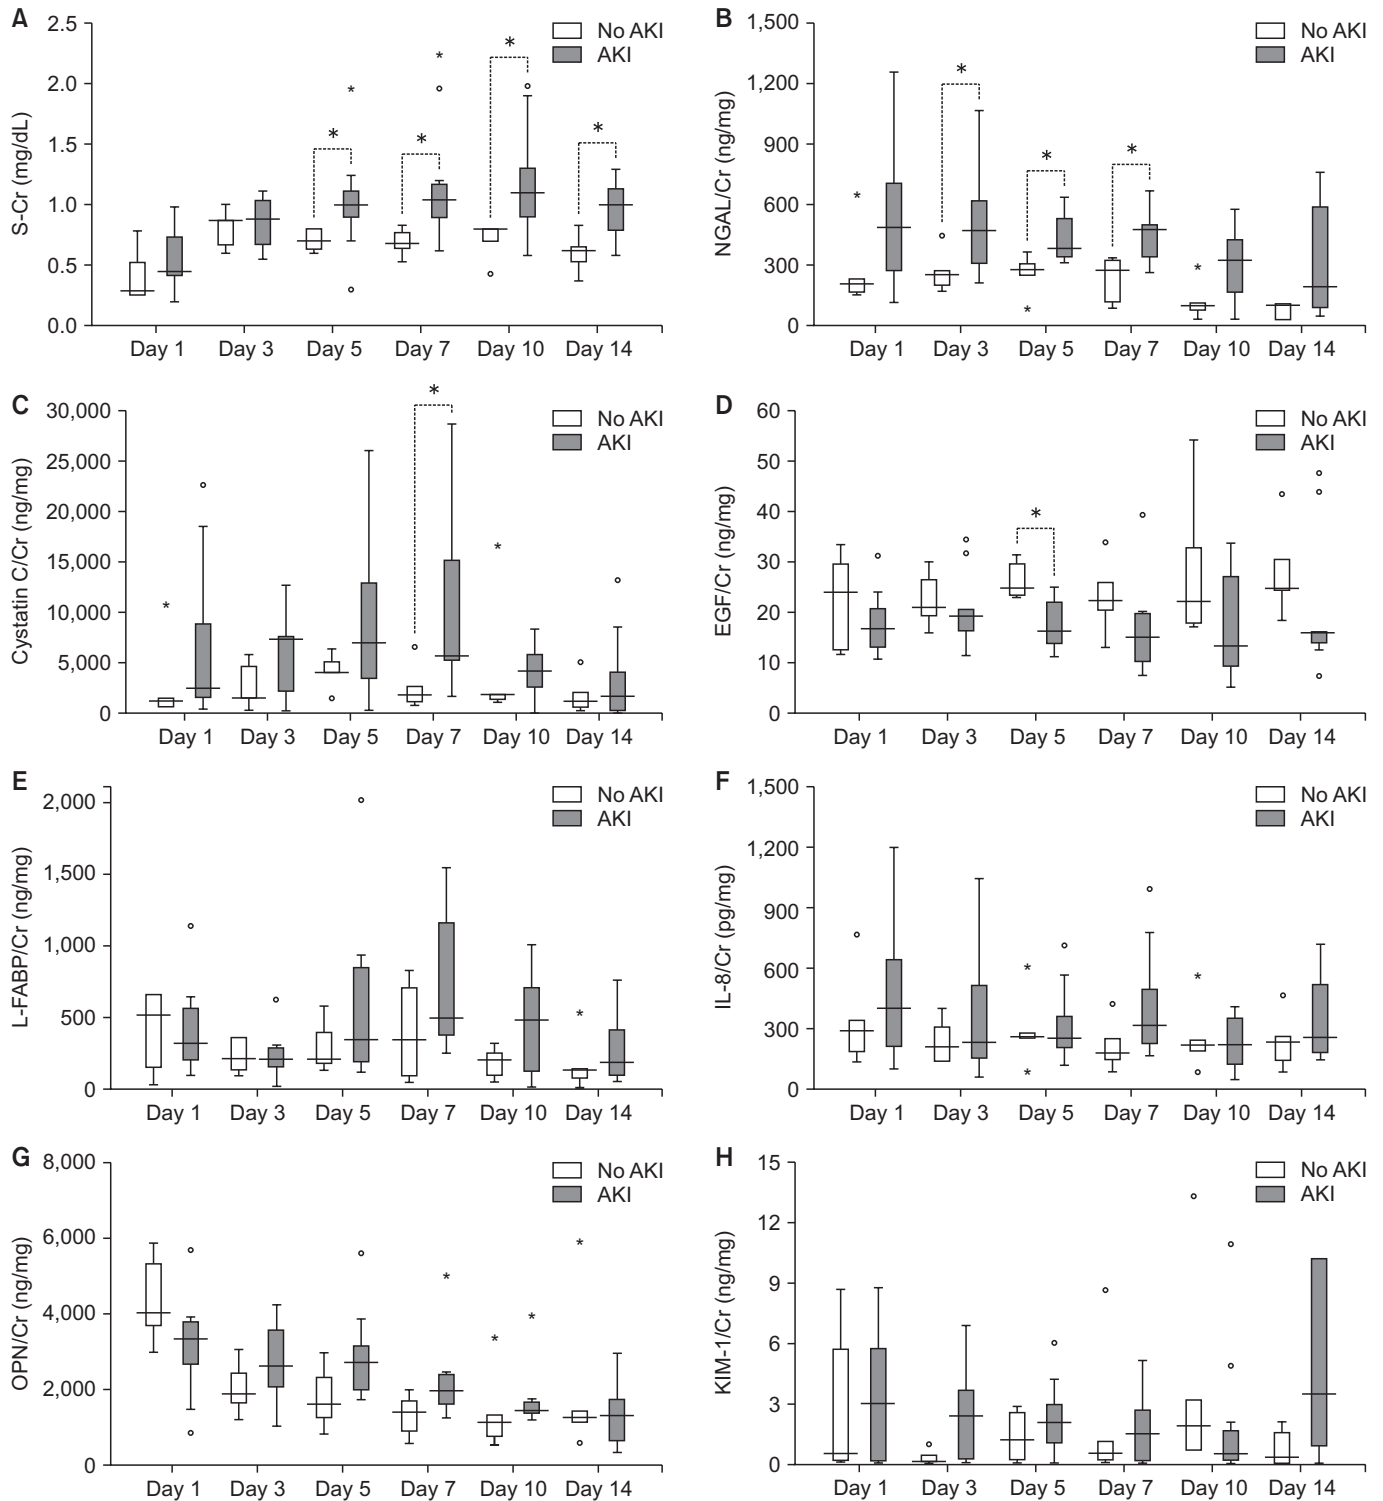 A
S-Cr (mg/dL)
2.5
2.0
1.5
1.0
0.5
0.0
No AKI
AKI
* * * * * *
Day 1 Day 3 Day 5 Day 7 Day 10 Day 14
B
NGAL/Cr (ng/mg)
1,500
1,200
900
600
300
0
No AKI
AKI
* * * * * *
Day 1 Day 3 Day 5 Day 7 Day 10 Day 14
C
Cystatin C/Cr (ng/mg)
30,000
25,000
20,000
15,000
10,000
5,000
0
No AKI
AKI
* * *
Day 1 Day 3 Day 5 Day 7 Day 10 Day 14
D
EGF/Cr (ng/mg)
60
50
40
30
20
10
0
No AKI
AKI
*
Day 1 Day 3 Day 5 Day 7 Day 10 Day 14
E
L-FABP/Cr (ng/mg)
2,000
1,500
1,000
500
0
No AKI
AKI
*
Day 1 Day 3 Day 5 Day 7 Day 10 Day 14
F
IL-8/Cr (pg/mg)
1,500
1,200
900
600
300
0
No AKI
AKI
* * *
Day 1 Day 3 Day 5 Day 7 Day 10 Day 14
G
OPN/Cr (ng/mg)
8,000
6,000
4,000
2,000
0
No AKI
AKI
* * * *
Day 1 Day 3 Day 5 Day 7 Day 10 Day 14
H
KIM-1/Cr (ng/mg)
15
12
9
6
3
0
No AKI
AKI
Day 1 Day 3 Day 5 Day 7 Day 10 Day 14